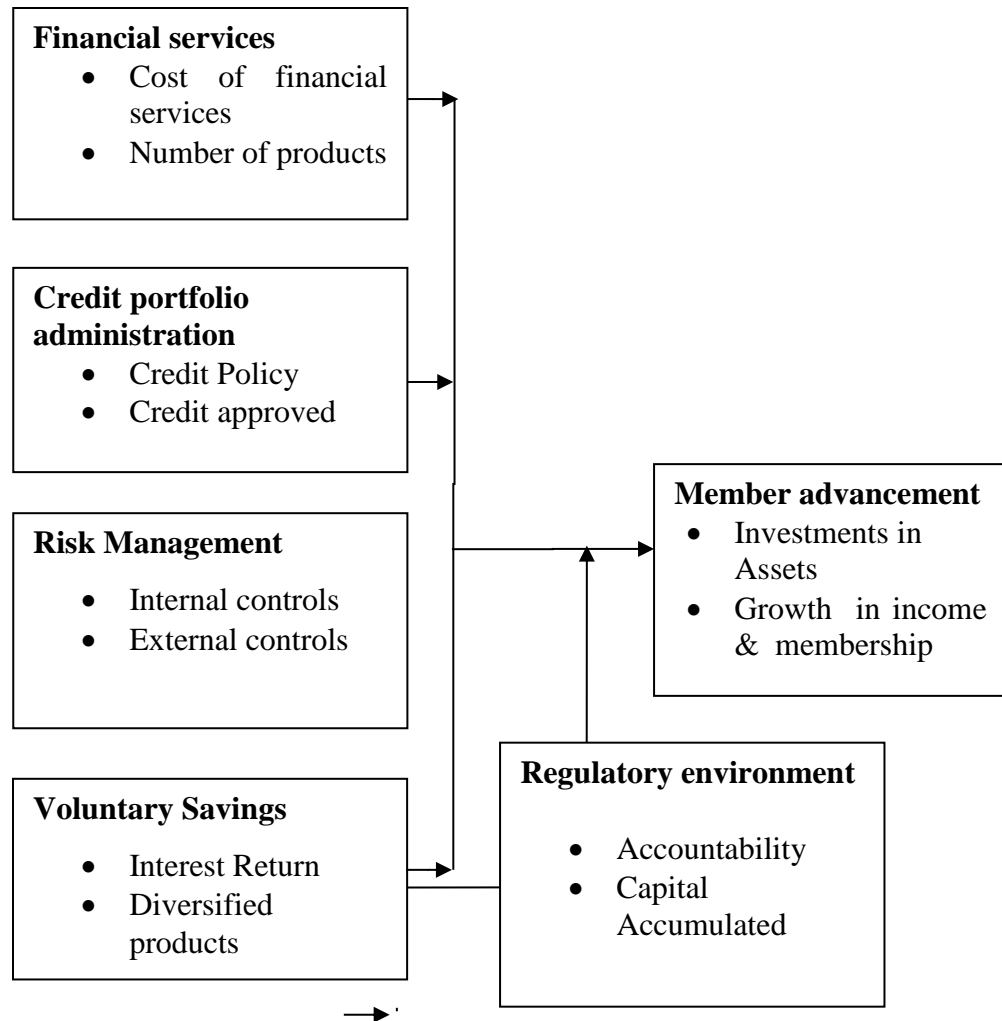 Financial services
• Cost of financial
services
• Number of products
Credit portfolio
administration
• Credit Policy
• Credit approved
Risk Management
• Internal controls
• External controls
Voluntary Savings
• Interest Return
• Diversified
products
Member advancement
• Investments in
Assets
• Growth in income
& membership
Regulatory environment
• Accountability
• Capital
Accumulated